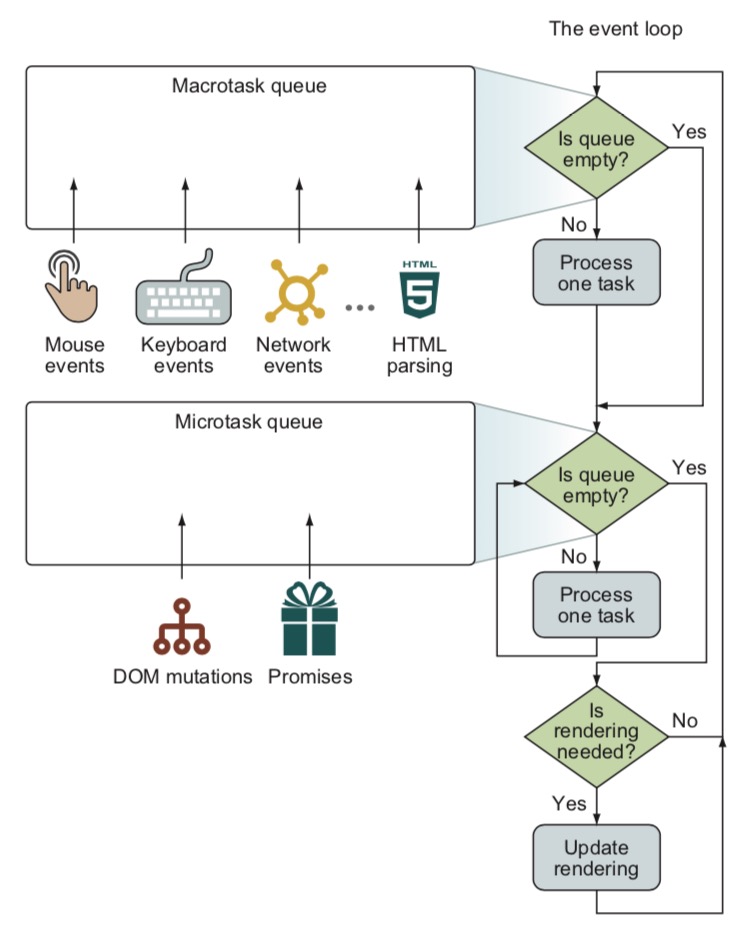 The event loop
Macrotask queue
Is queue
empty?
Yes
No
Process
one task
HTML
5
Mouse
events
Keyboard
events
Network
events
...
HTML
parsing
Microtask queue
Is queue
empty?
Yes
No
Process
one task
DOM mutations
Promises
Is
rendering
needed?
No
Yes
Update
rendering